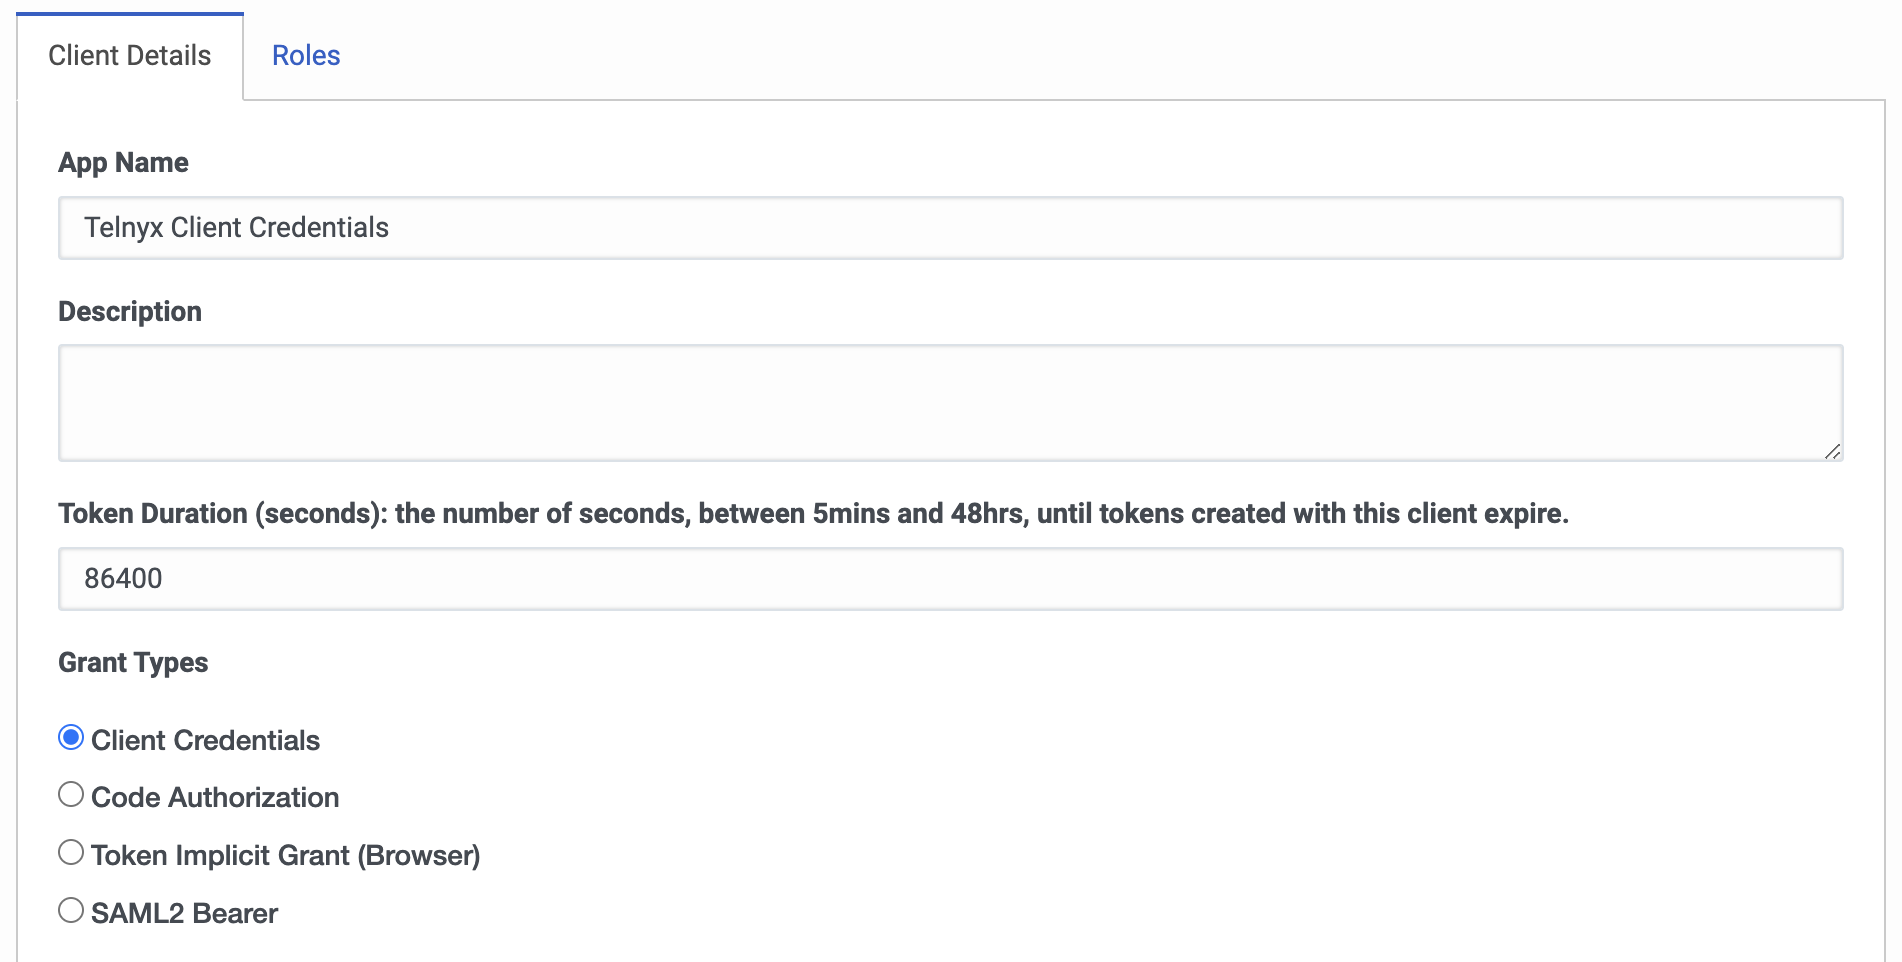 Client Details Roles
App Name
Telnyx Client Credentials
Description
Token Duration (seconds): the number of seconds, between 5mins and 48hrs, until tokens created with this client expire.
86400
Grant Types
Client Credentials
Code Authorization
Token Implicit Grant (Browser)
SAML2 Bearer